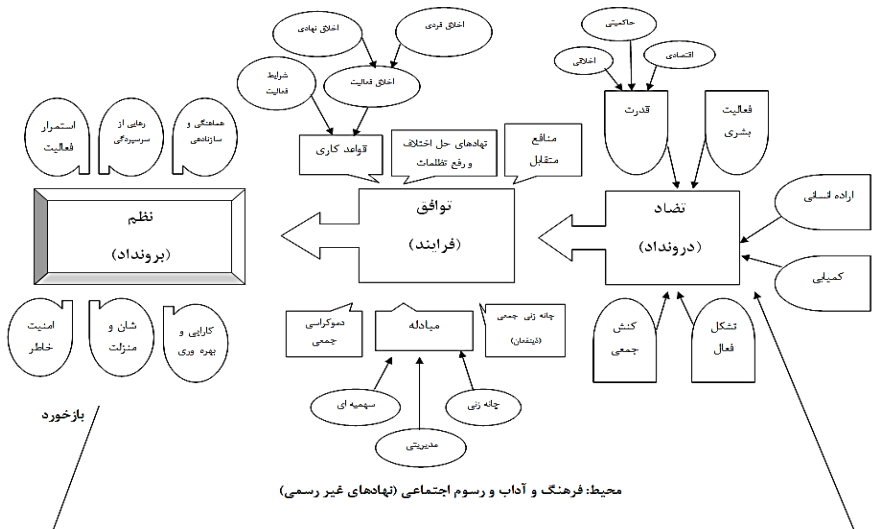 حاکمیتی
اقتصادی
اخلاقی
قدرت
فعالیت
بشری
اراده انسانی
کمیابی
تضاد
(درونداد)
کنش
جمعی
تشکل
فعال
اخلاق فردی
اخلاق نهادی
اخلاق فعالیت
شرایط
فعالیت
منافع
متقابل
نهادهای حل اختلاف
و رفع تظلمات
قواعد کاری
توافق
(فرایند)
چانه زنی جمعی
(ذینفعان)
مبادله
دموکراسی
جمعی
چانه زنی
مدیریتی
سهمیه ای
هماهنگی و
سازماندهی
رهایی از
سرسپردگی
استمرار
فعالیت
نظم
(برونداد)
کارایی و
بهره وری
شان و
منزلت
امنیت
خاطر
بازخورد
محیط: فرهنگ و آداب و رسوم اجتماعی (نهادهای غیر رسمی)